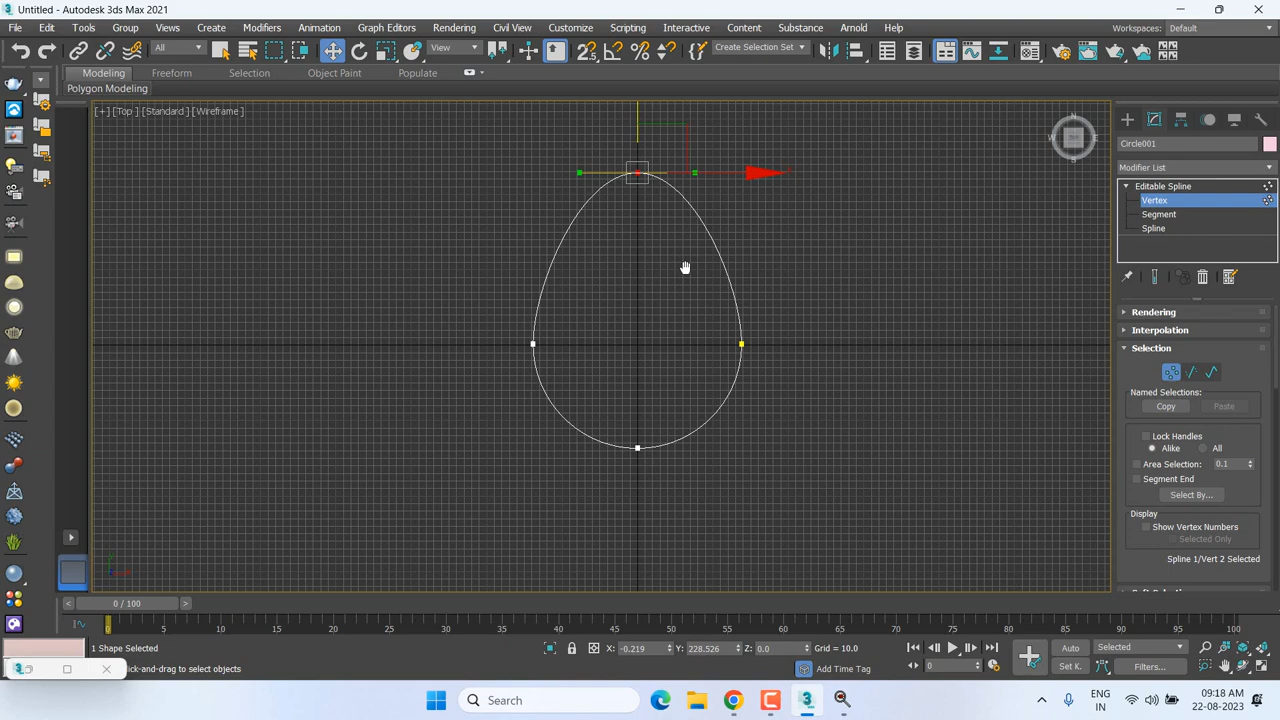 Untitled - Autodesk 3ds Max 2021
File Edit Tools Group Views Create Modifiers Animation Graph Editors Rendering Civil View Customize Scripting Interactive Content Substance Arnold Help Workspaces: Default
All View Create Selection Set
Modeling Freeform Selection Object Paint Populate
Polygon Modeling
[+] [Top ] [Standard ] [Wireframe ]
N
W E
S
Circle001
Modifier List
Editable Spline
Vertex
Segment
Spline
Rendering
Interpolation
Selection
Named Selections:
Copy Paste
Lock Handles
Alike All
Area Selection: 0.1
Segment End
Select By...
Display
Show Vertex Numbers
Selected Only
Spline 1/Vert 2 Selected
< 0 / 100 >
0 5 10 15 20 25 30 35 40 45 50 55 60 65 70 75 80 85 90 95 100
1 Shape Selected X: -0.219 Y: 228.526 Z: 0.0 Grid = 10.0 Auto Selected
click-and-drag to select objects Add Time Tag 0 Set K. Filters...
Search ENG IN 09:18 AM 22-08-2023